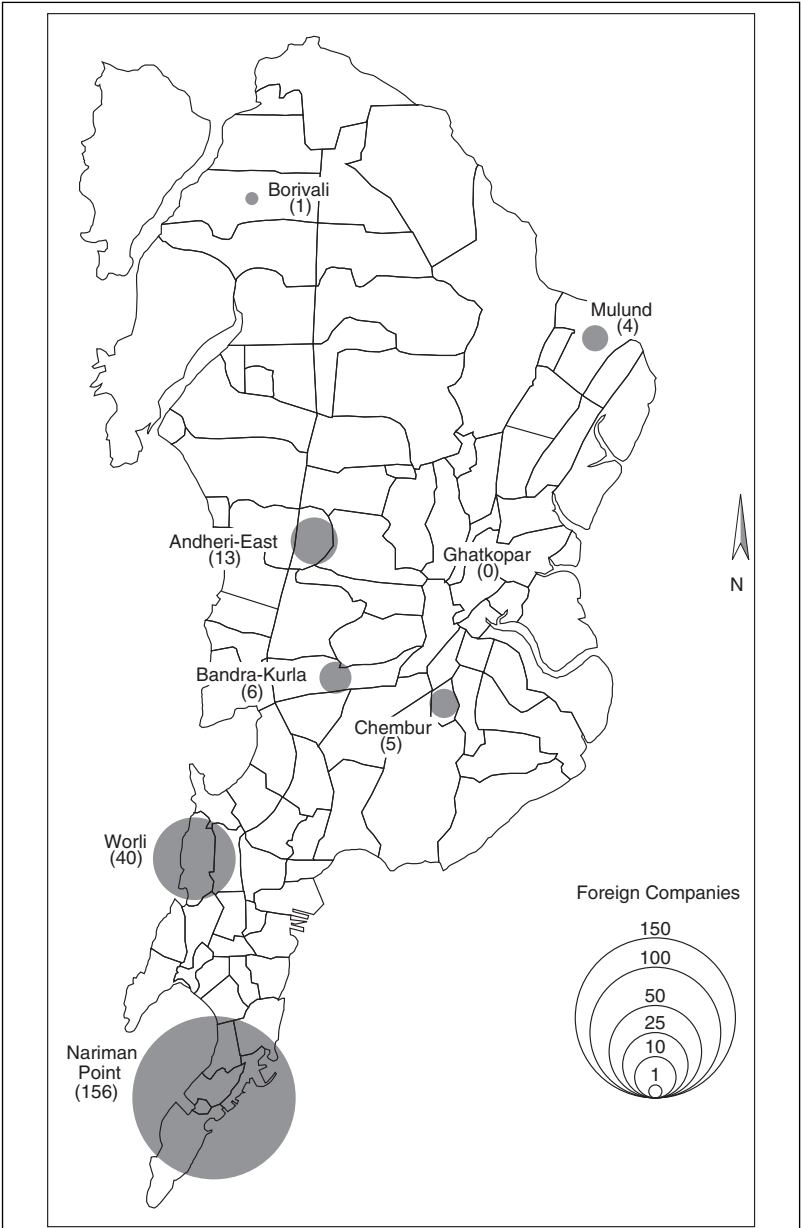 Borivali
(1)
Mulund
(4)
Andheri-East
(13)
Ghatkopar
(0)
Bandra-Kurla
(6)
Chembur
(5)
Worli
(40)
Foreign Companies
150
100
50
25
10
1
Nariman
Point
(156)
N